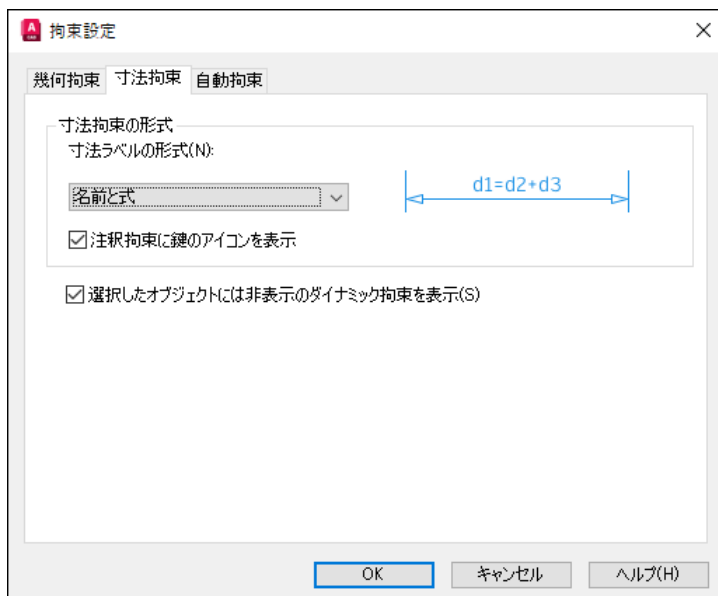 拘束設定
幾何拘束 寸法拘束 自動拘束
寸法拘束の形式
寸法ラベルの形式(N):
名前と式
d1=d2+d3
注釈拘束に鍵のアイコンを表示
選択したオブジェクトには非表示のダイナミック拘束を表示(S)
OK キャンセル ヘルプ(H)